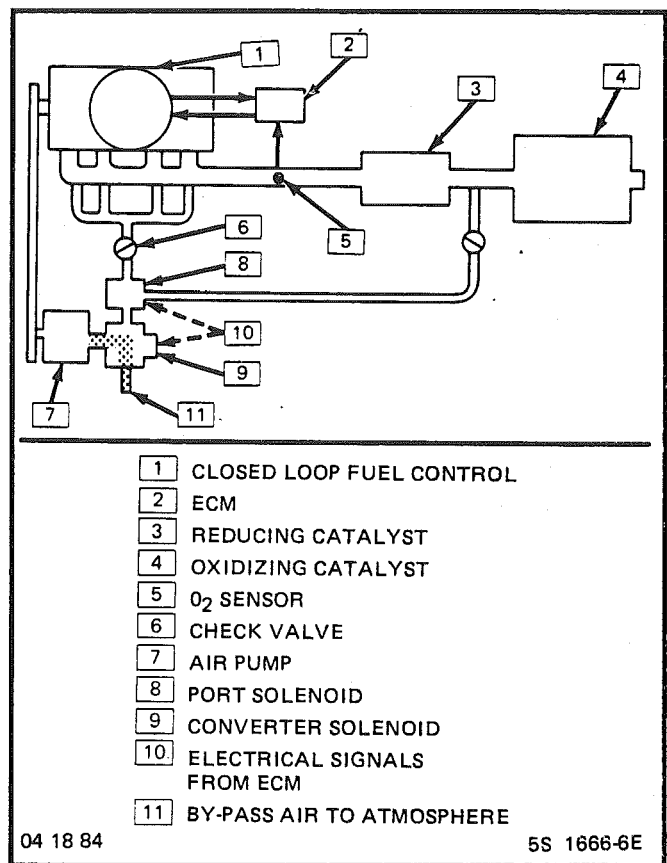 1
2
3
4
5
6
7
8
9
10
11
1 CLOSED LOOP FUEL CONTROL
2 ECM
3 REDUCING CATALYST
4 OXIDIZING CATALYST
5 O2 SENSOR
6 CHECK VALVE
7 AIR PUMP
8 PORT SOLENOID
9 CONVERTER SOLENOID
10 ELECTRICAL SIGNALS
FROM ECM
11 BY-PASS AIR TO ATMOSPHERE
04 18 84 5S 1666-6E